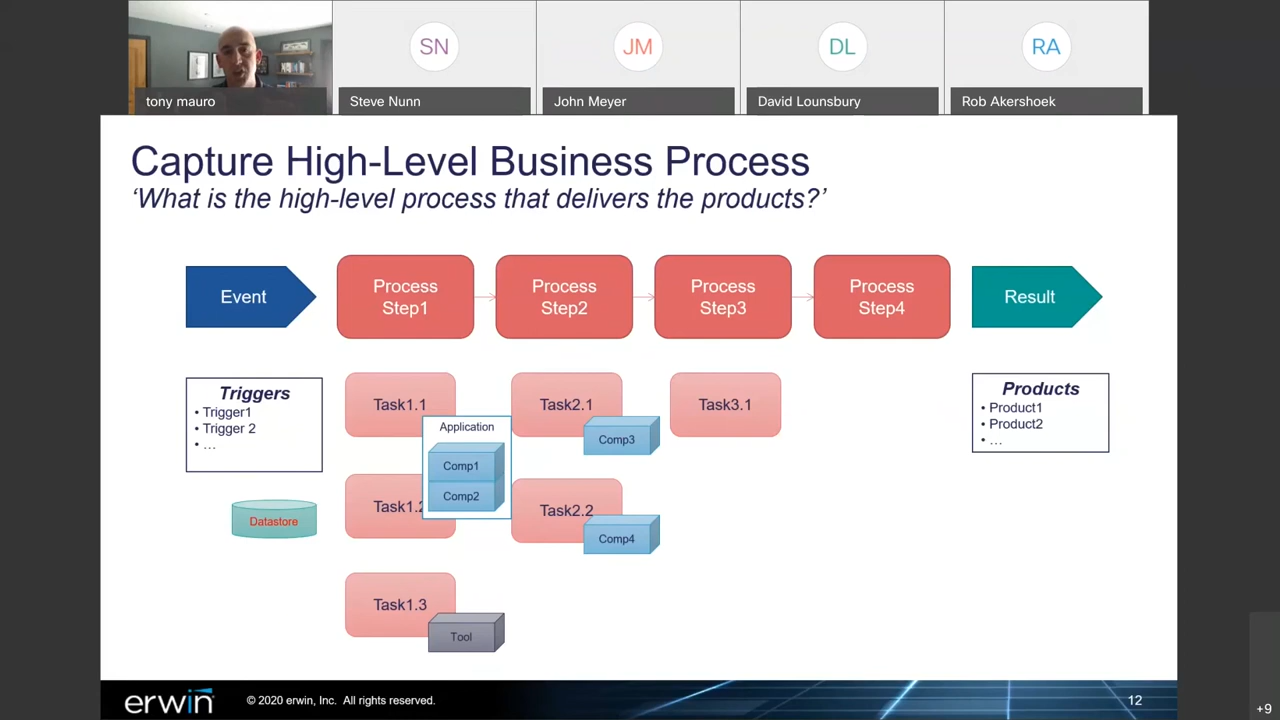 SN
JM
DL
RA
tony mauro
Steve Nunn
John Meyer
David Lounsbury
Rob Akershoek
Capture High-Level Business Process
‘What is the high-level process that delivers the products?’
Event
Process
Step1
Process
Step2
Process
Step3
Process
Step4
Result
Triggers
• Trigger1
• Trigger 2
• …
Task1.1
Task2.1
Task3.1
Products
• Product1
• Product2
• …
Application
Comp1
Comp2
Comp3
Datastore
Task1.2
Task2.2
Comp4
Task1.3
Tool
erwin
© 2020 erwin, Inc. All rights reserved.
12
+9